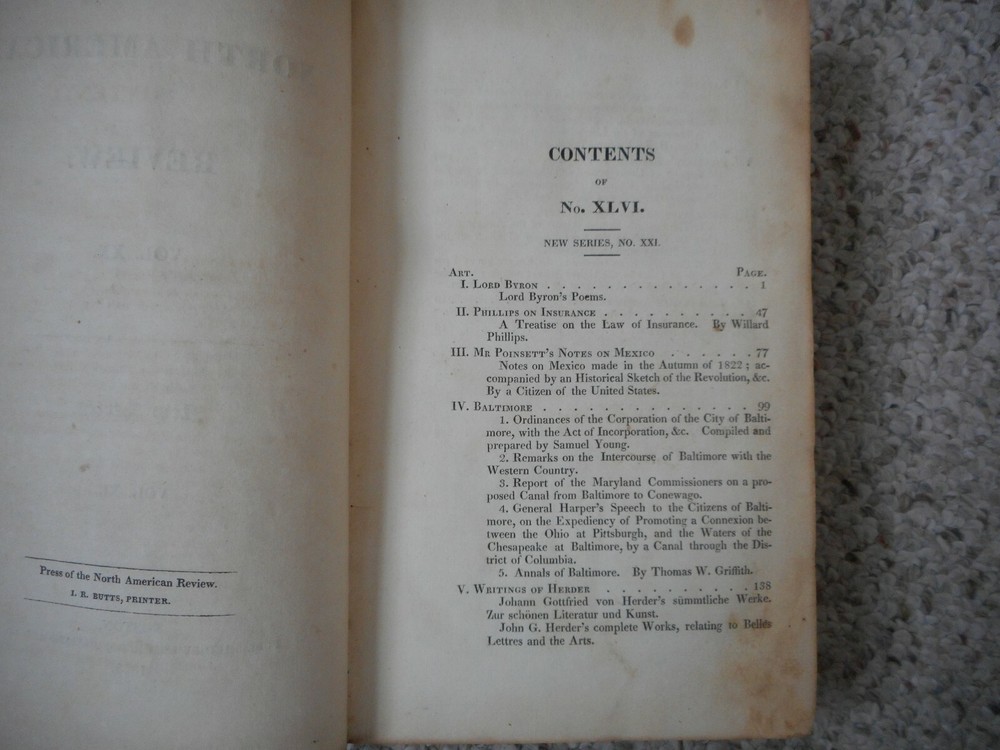 Press of the North American Review.
I. R. BUTTS, PRINTER.
CONTENTS
OF
No. XLVI.
NEW SERIES, NO. XXI.
Art. Page.
I. Lord Byron . . . . . . . . . . . . . . 1
Lord Byron's Poems.
II. Phillips on Insurance . . . . . . . . . . 47
A Treatise on the Law of Insurance. By Willard
Phillips.
III. Mr Poinsett's Notes on Mexico . . . . . . 77
Notes on Mexico made in the Autumn of 1822; ac-
companied by an Historical Sketch of the Revolution, &c.
By a Citizen of the United States.
IV. Baltimore . . . . . . . . . . . . . . 99
1. Ordinances of the Corporation of the City of Balti-
more, with the Act of Incorporation, &c. Compiled and
prepared by Samuel Young.
2. Remarks on the Intercourse of Baltimore with the
Western Country.
3. Report of the Maryland Commissioners on a pro-
posed Canal from Baltimore to Conewago.
4. General Harper's Speech to the Citizens of Balti-
more, on the Expediency of Promoting a Connexion be-
tween the Ohio at Pittsburgh, and the Waters of the
Chesapeake at Baltimore, by a Canal through the Dis-
trict of Columbia.
5. Annals of Baltimore. By Thomas W. Griffith.
V. Writings of Herder . . . . . . . . . . 138
Johann Gottfried von Herder's sümmtliche Werke.
Zur schönen Literatur und Kunst.
John G. Herder's complete Works, relating to Belles
Lettres and the Arts.